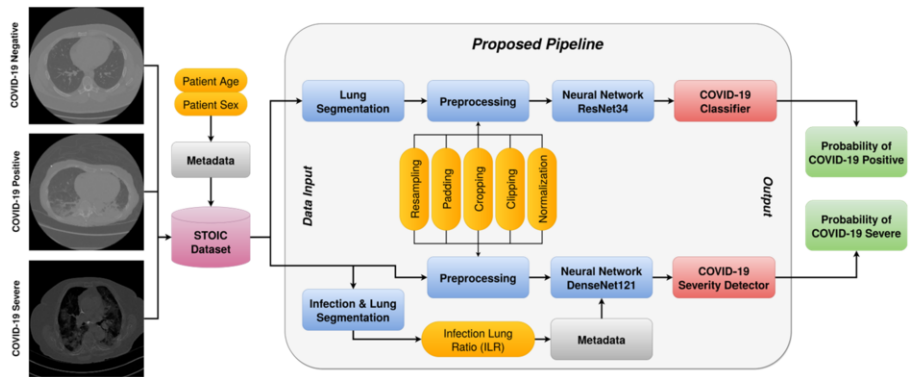 COVID-19 Negative
COVID-19 Positive
COVID-19 Severe
Patient Age
Patient Sex
Metadata
STOIC
Dataset
Proposed Pipeline
Data Input
Lung
Segmentation
Preprocessing
Neural Network
ResNet34
COVID-19
Classifier
Resampling
Padding
Cropping
Clipping
Normalization
Preprocessing
Neural Network
DenseNet121
COVID-19
Severity Detector
Infection & Lung
Segmentation
Infection Lung
Ratio (ILR)
Metadata
Output
Probability of
COVID-19 Positive
Probability of
COVID-19 Severe